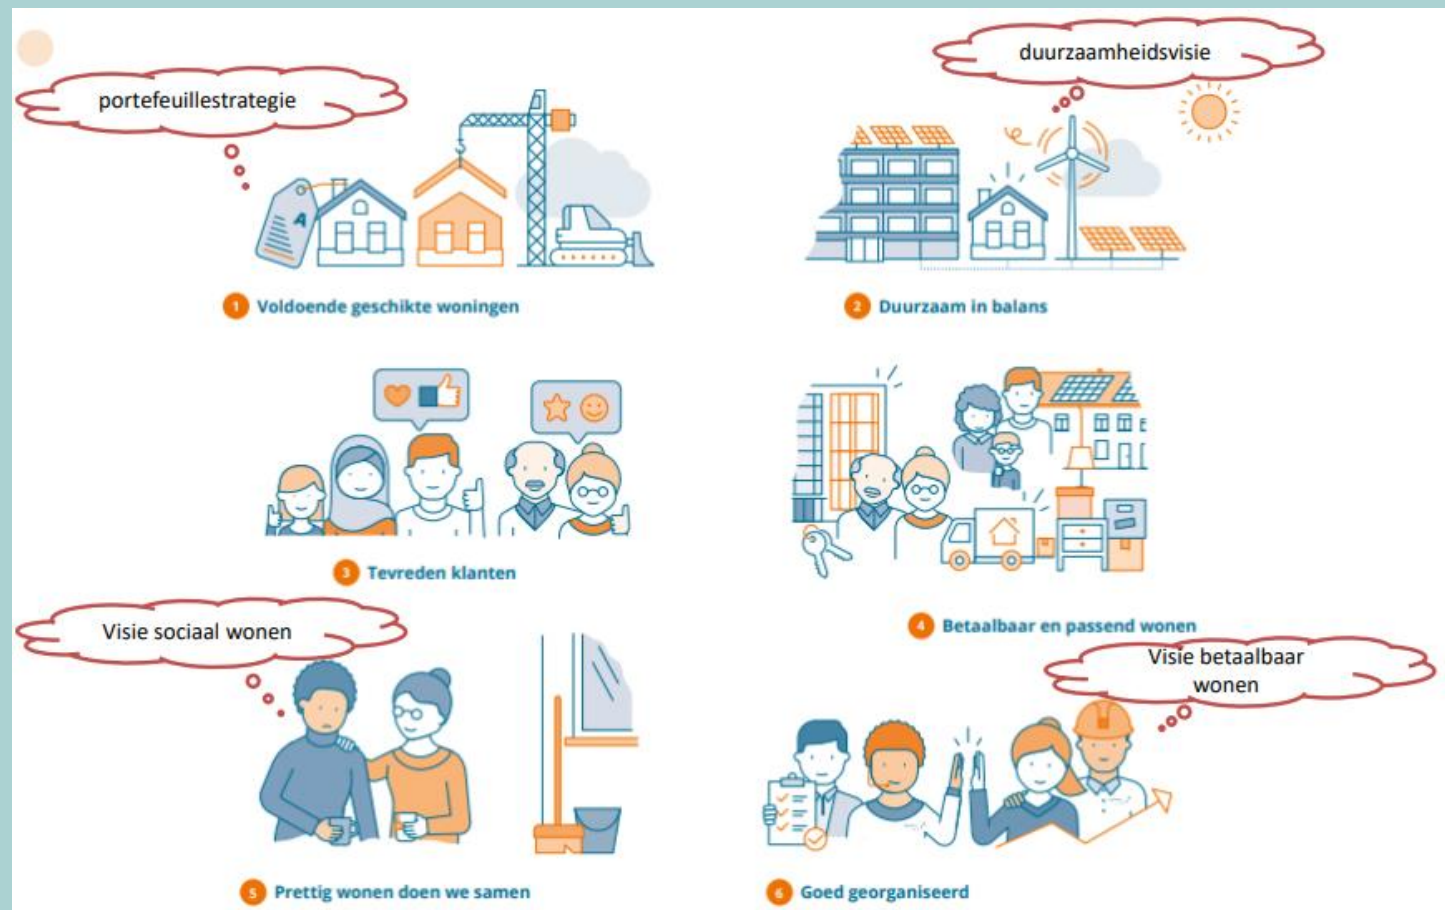 portefeuillestrategie
duurzaamheidsvisie
A
1 Voldoende geschikte woningen
2 Duurzaam in balans
3 Tevreden klanten
4 Betaalbaar en passend wonen
Visie sociaal wonen
Visie betaalbaar
wonen
5 Prettig wonen doen we samen
6 Goed georganiseerd